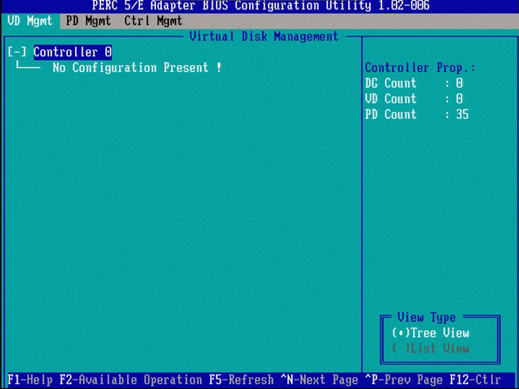 PERC 5/E Adapter BIOS Configuration Utility 1.02-006
VD Mgmt PD Mgmt Ctrl Mgmt
Virtual Disk Management
[-] Controller 0
No Configuration Present !
Controller Prop.:
DG Count : 0
VD Count : 0
PD Count : 35
View Type
(•)Tree View
( )List View
F1-Help F2-Available Operation F5-Refresh ^N-Next Page ^P-Prev Page F12-Ctlr